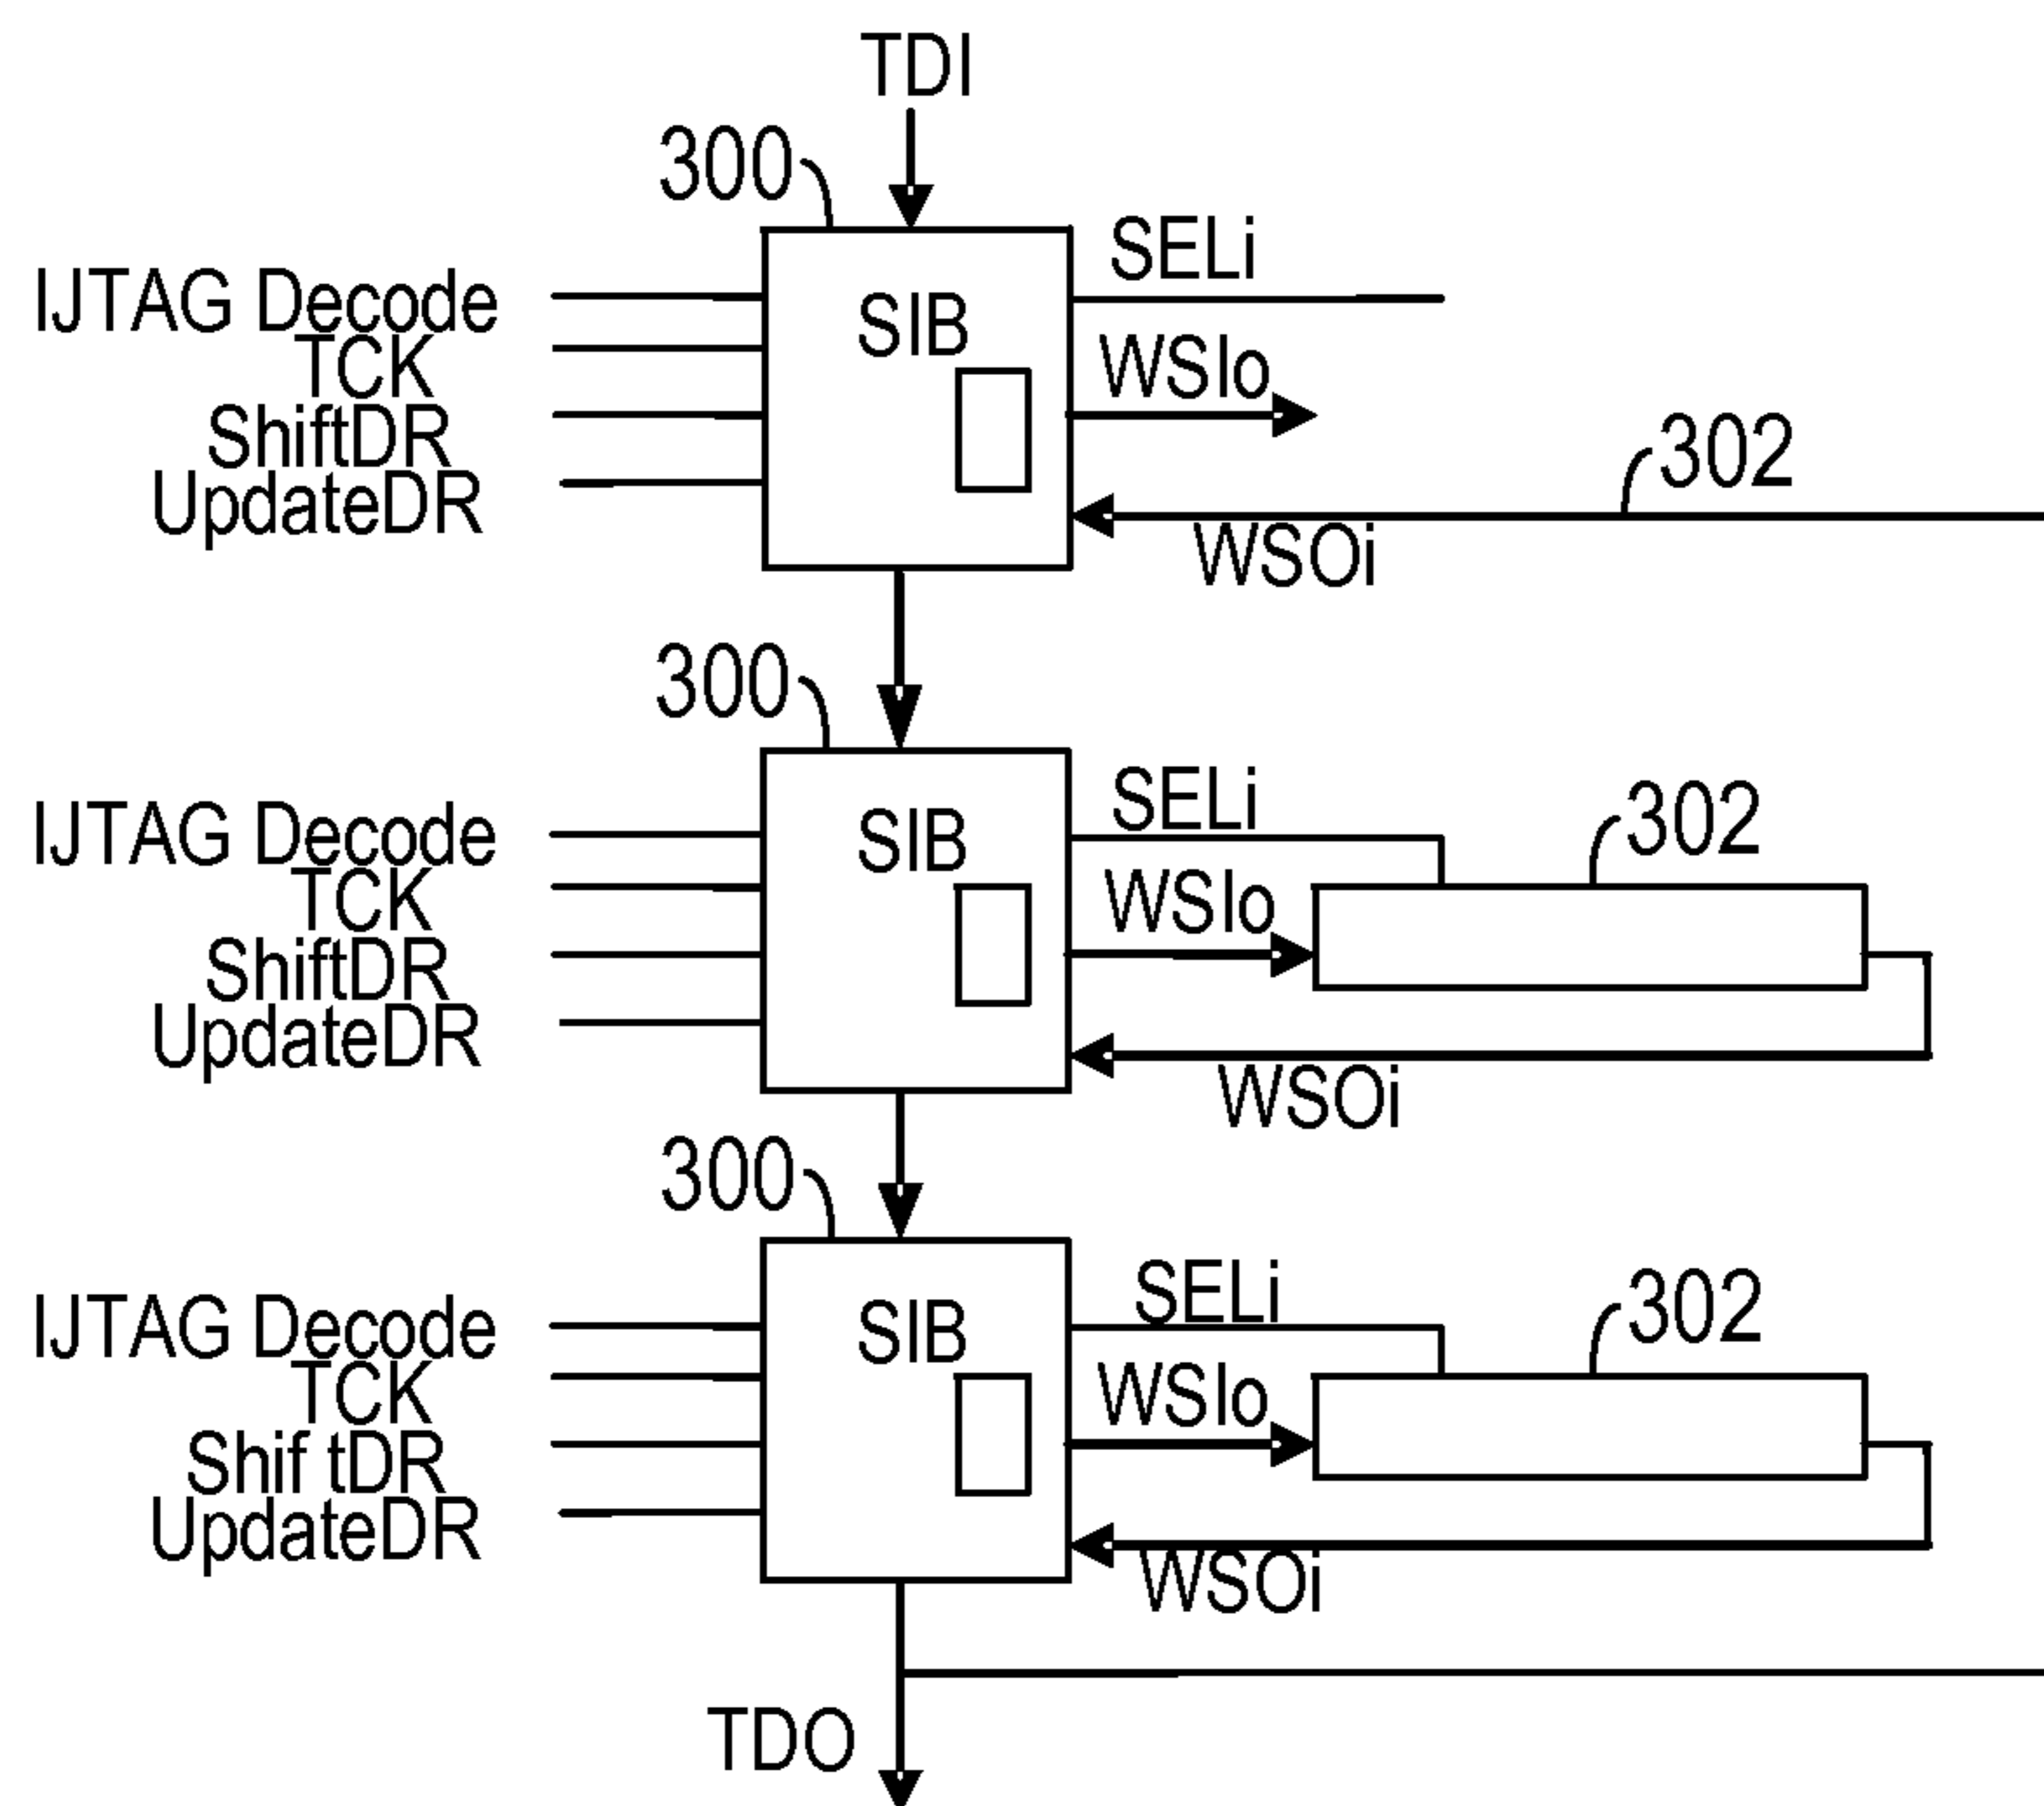 TDI
300
SELi
IJTAG Decode
SIB
TCK
WSIo
ShiftDR
302
UpdateDR
WSOi
300
SELi
302
IJTAG Decode
SIB
TCK
WSIo
ShiftDR
UpdateDR
WSOi
300
SELi
302
IJTAG Decode
SIB
TCK
WSIo
Shif tDR
UpdateDR
WSOi
TDO